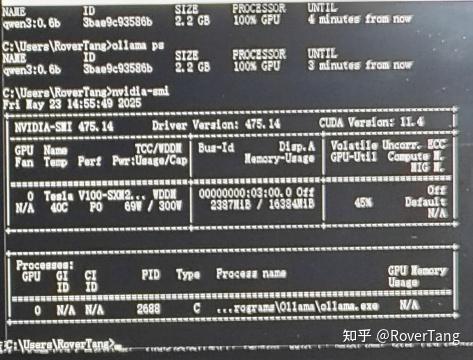 NAME ID SIZE PROCESSOR UNTIL
qwen3:0.6b 3bae9c93586b 2.2 GB 100% GPU 4 minutes from now
C:\Users\RoverTang>ollama ps
NAME ID SIZE PROCESSOR UNTIL
qwen3:0.6b 3bae9c93586b 2.2 GB 100% GPU 3 minutes from now
C:\Users\RoverTang>nvidia-smi
Fri May 23 14:55:49 2025
NVIDIA-SMI 475.14 Driver Version: 475.14 CUDA Version: 11.4
GPU Name TCC/WDDM Bus-Id Disp.A Volatile Uncorr. ECC
Fan Temp Perf Pwr:Usage/Cap Memory-Usage GPU-Util Compute M.
MIG M.
0 Tesla V100-SXM2... WDDM 00000000:03:00.0 Off Off
N/A 40C P0 69W / 300W 2387MiB / 16384MiB 45% Default
N/A
Processes:
GPU GI CI PID Type Process name GPU Memory
ID ID Usage
0 N/A N/A 2688 C ...rograms\Ollama\ollama.exe N/A
C:\Users\RoverTang>
知乎 @RoverTang